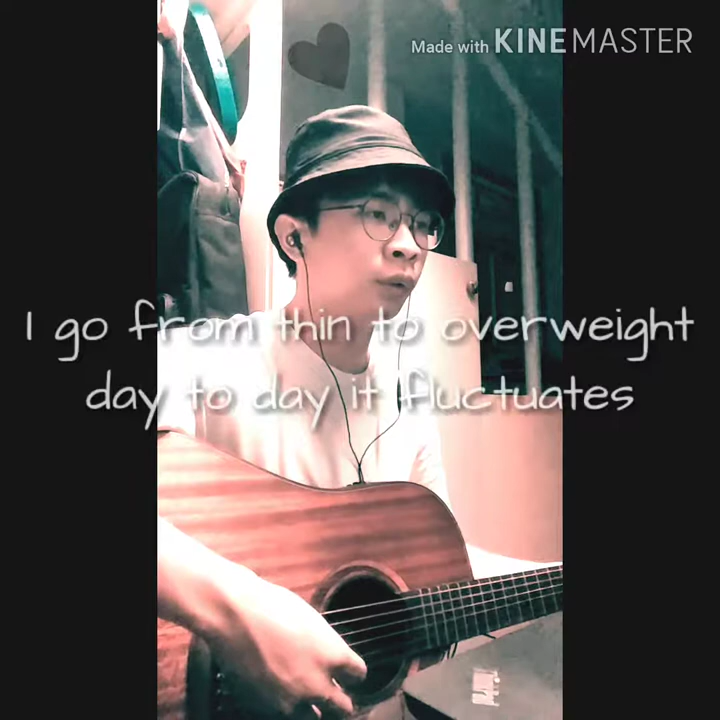 Made with KINEMASTER
I go from thin to overweight
day to day it fluctuates